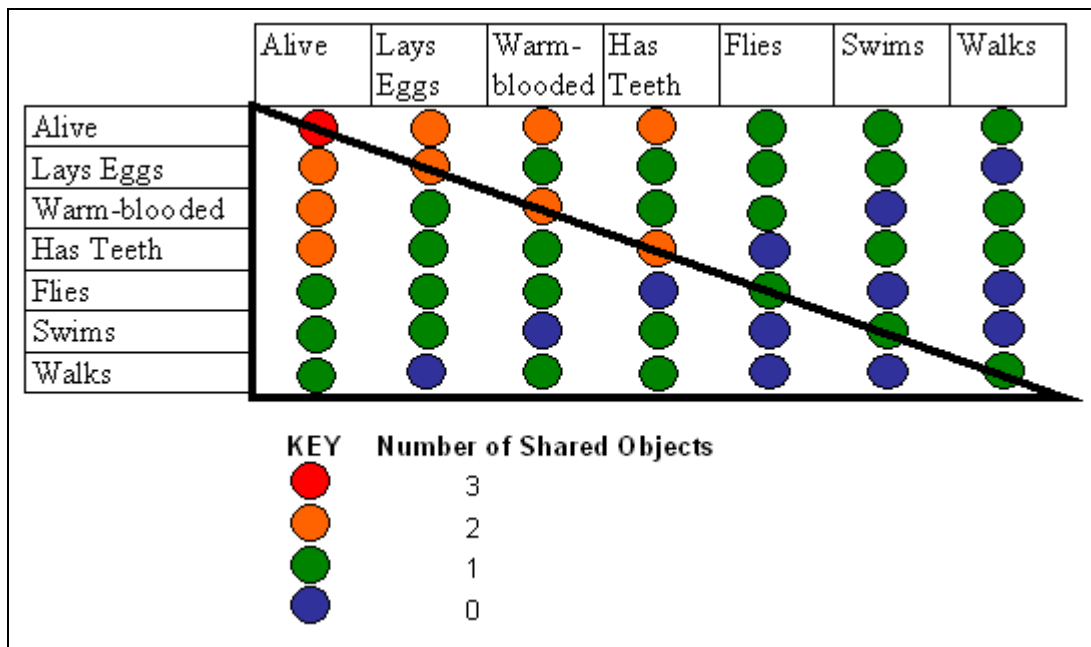 Alive Lays Eggs Warm-blooded Has Teeth Flies Swims Walks
Alive
Lays Eggs
Warm-blooded
Has Teeth
Flies
Swims
Walks
KEY Number of Shared Objects
3
2
1
0